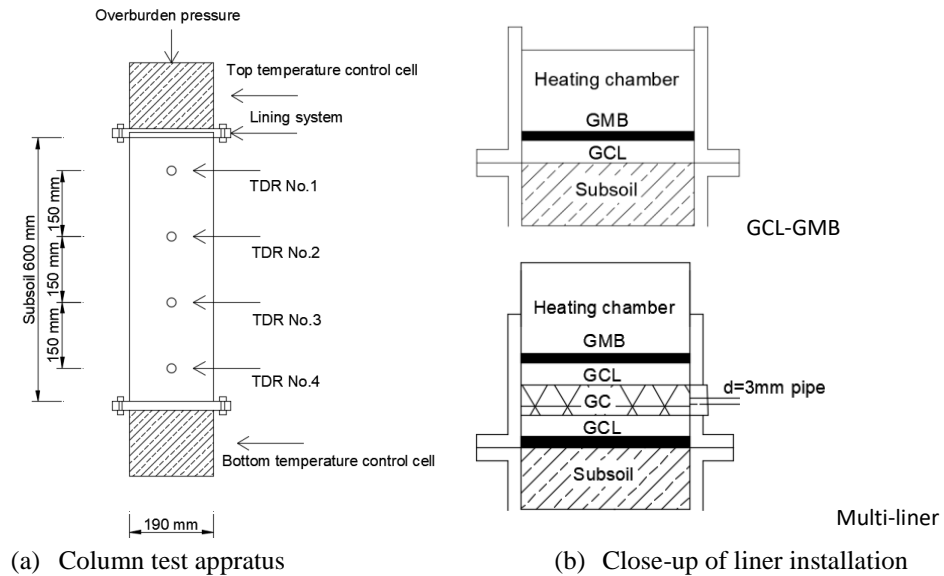 Overburden pressure
Top temperature control cell
Lining system
TDR No.1
TDR No.2
TDR No.3
TDR No.4
Subsoil 600 mm
150 mm
150 mm
150 mm
Bottom temperature control cell
190 mm
(a) Column test appratus
Heating chamber
GMB
GCL
Subsoil
GCL-GMB
Heating chamber
GMB
GCL
GC
d=3mm pipe
GCL
Subsoil
Multi-liner
(b) Close-up of liner installation